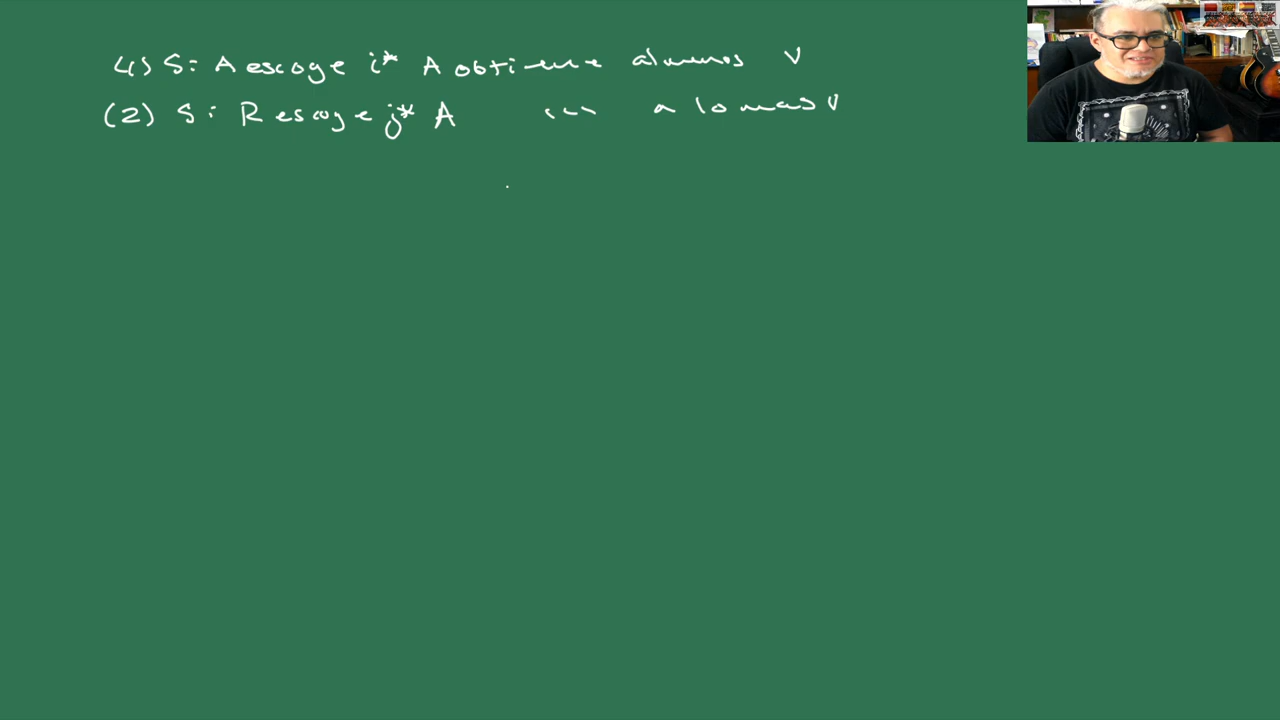 (1) S: A escoge i* A obtiene al menos V
(2) S: R escoge j* A ... a lo mas V